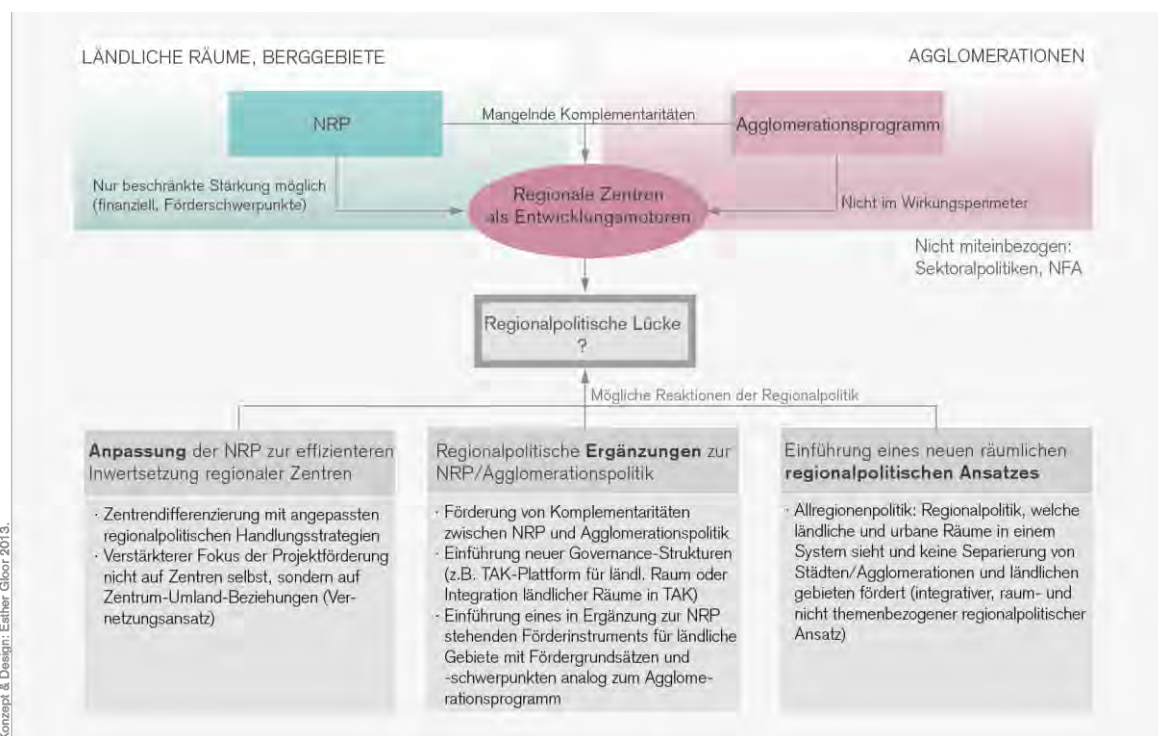 LÄNDLICHE RÄUME, BERGGEBIETE
AGGLOMERATIONEN
NRP
Mangelnde Komplementaritäten
Agglomerationsprogramm
Nur beschränkte Stärkung möglich
(finanziell, Förderschwerpunkte)
Regionale Zentren
als Entwicklungsmotoren
Nicht im Wirkungsperimeter
Nicht miteinbezogen:
Sektoralpolitiken, NFA
Regionalpolitische Lücke
?
Mögliche Reaktionen der Regionalpolitik
Anpassung der NRP zur effizienteren
Inwertsetzung regionaler Zentren
· Zentrendifferenzierung mit angepassten
regionalpolitischen Handlungsstrategien
· Verstärkterer Fokus der Projektförderung
nicht auf Zentren selbst, sondern auf
Zentrum-Umland-Beziehungen (Ver-
netzungsansatz)
Regionalpolitische Ergänzungen zur
NRP/Agglomerationspolitik
· Förderung von Komplementaritäten
zwischen NRP und Agglomerationspolitik
· Einführung neuer Governance-Strukturen
(z.B. TAK-Plattform für ländl. Raum oder
Integration ländlicher Räume in TAK)
· Einführung eines in Ergänzung zur NRP
stehenden Förderinstruments für ländliche
Gebiete mit Fördergrundsätzen und
-schwerpunkten analog zum Agglome-
rationsprogramm
Einführung eines neuen räumlichen
regionalpolitischen Ansatzes
· Allregionenpolitik: Regionalpolitik, welche
ländliche und urbane Räume in einem
System sieht und keine Separierung von
Städten/Agglomerationen und ländlichen
gebieten fördert (integrativer, raum- und
nicht themenbezogener regionalpolitischer
Ansatz)
Konzept & Design: Esther Gloor 2013.